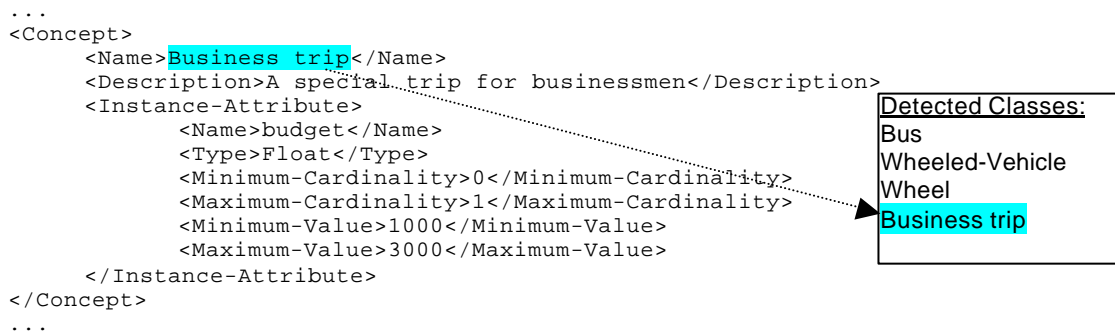 ...
<Concept>
<Name>Business trip</Name>
<Description>A special trip for businessmen</Description>
<Instance-Attribute>
<Name>budget</Name>
<Type>Float</Type>
<Minimum-Cardinality>0</Minimum-Cardinality>
<Maximum-Cardinality>1</Maximum-Cardinality>
<Minimum-Value>1000</Minimum-Value>
<Maximum-Value>3000</Maximum-Value>
</Instance-Attribute>
</Concept>
...
Detected Classes:
Bus
Wheeled-Vehicle
Wheel
Business trip